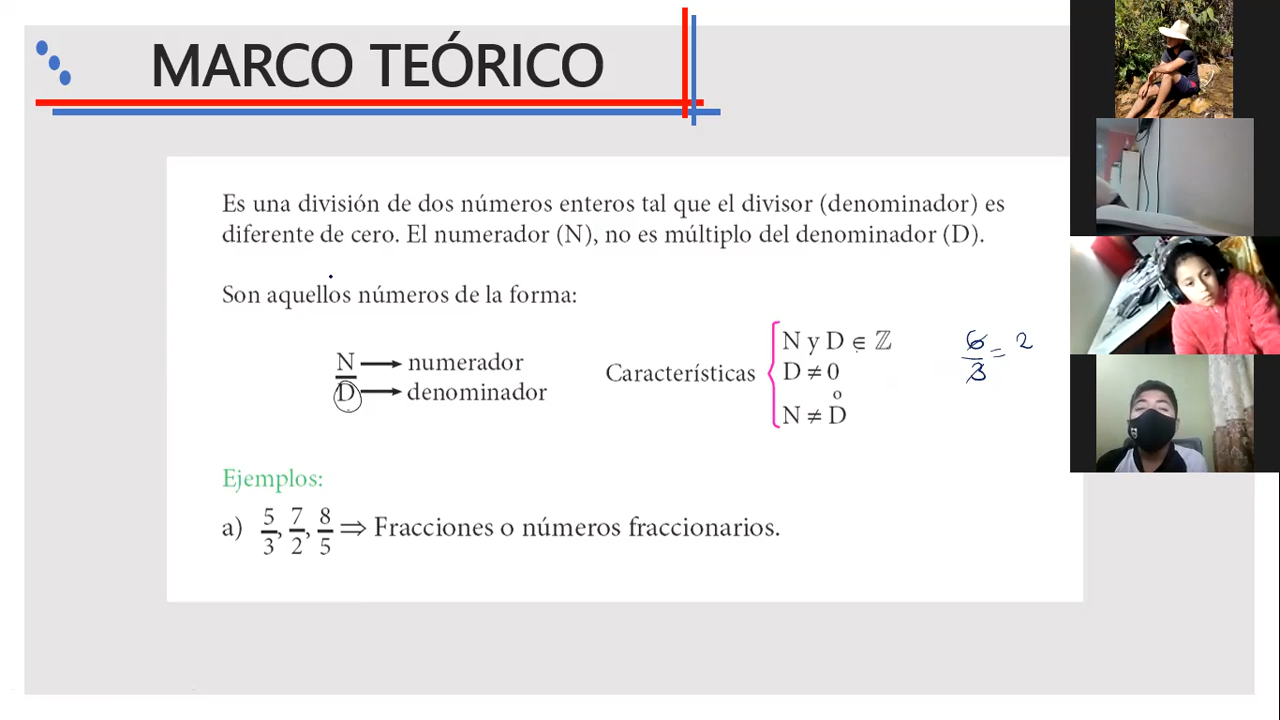 MARCO TEÓRICO
Es una división de dos números enteros tal que el divisor (denominador) es
diferente de cero. El numerador (N), no es múltiplo del denominador (D).
Son aquellos números de la forma:
N → numerador
D → denominador
Características
N y D ∈ ℤ
D ≠ 0
o
N ≠ D
6/3 = 2
Ejemplos:
a) 5/3, 7/2, 8/5 ⇒ Fracciones o números fraccionarios.